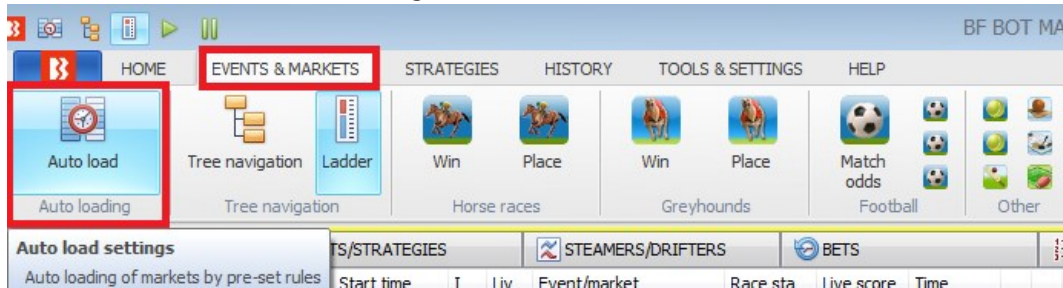 BF BOT MA
HOME EVENTS & MARKETS STRATEGIES HISTORY TOOLS & SETTINGS HELP
Auto load Tree navigation Ladder Win Place Win Place Match odds
Auto loading Tree navigation Horse races Greyhounds Football Other
Auto load settings TS/STRATEGIES STEAMERS/DRIFTERS BETS
Auto loading of markets by pre-set rules Start time I Liv Event/market Race sta Live score Time